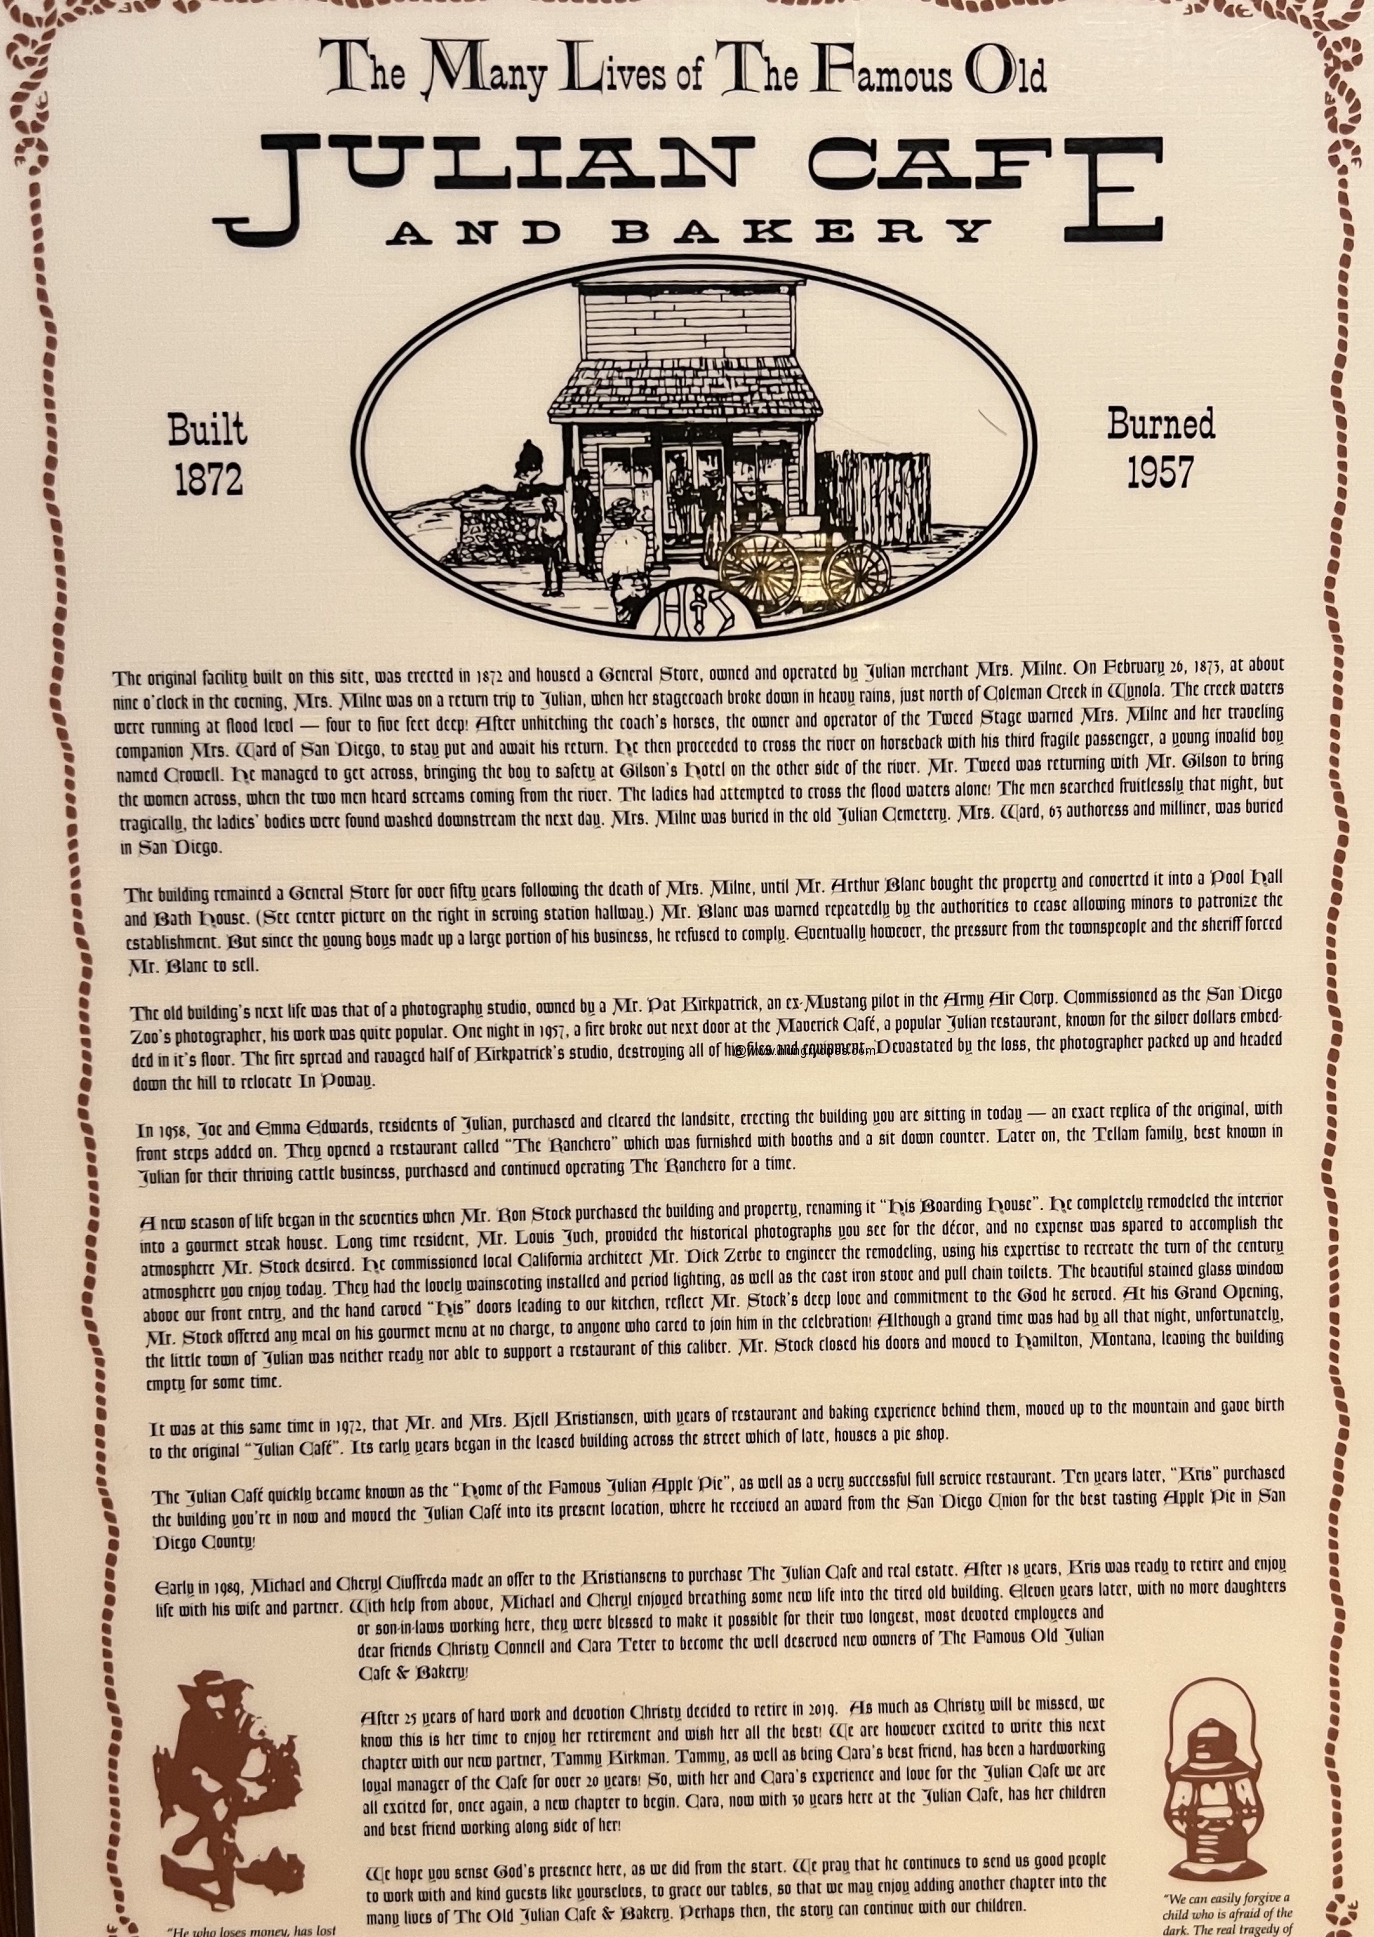 The Many Lives of The Famous Old
JULIAN CAFE
AND BAKERY
Built
1872
Burned
1957
HIS
The original facility built on this site, was erected in 1872 and housed a General Store, owned and operated by Julian merchant Mrs. Milne. On February 26, 1873, at about
nine o'clock in the evening, Mrs. Milne was on a return trip to Julian, when her stagecoach broke down in heavy rains, just north of Coleman Creek in Wynola. The creek waters
were running at flood level — four to five feet deep! After unhitching the coach's horses, the owner and operator of the Tweed Stage warned Mrs. Milne and her traveling
companion Mrs. Ward of San Diego, to stay put and await his return. He then proceeded to cross the river on horseback with his third fragile passenger, a young invalid boy
named Crowell. He managed to get across, bringing the boy to safety at Gilson's Hotel on the other side of the river. Mr. Tweed was returning with Mr. Gilson to bring
the women across, when the two men heard screams coming from the river. The ladies had attempted to cross the flood waters alone! The men searched fruitlessly that night, but
tragically, the ladies' bodies were found washed downstream the next day. Mrs. Milne was buried in the old Julian Cemetery. Mrs. Ward, 63 authoress and milliner, was buried
in San Diego.
The building remained a General Store for over fifty years following the death of Mrs. Milne, until Mr. Arthur Blanc bought the property and converted it into a Pool Hall
and Bath House. (See center picture on the right in serving station hallway.) Mr. Blanc was warned repeatedly by the authorities to cease allowing minors to patronize the
establishment. But since the young boys made up a large portion of his business, he refused to comply. Eventually however, the pressure from the townspeople and the sheriff forced
Mr. Blanc to sell.
The old building's next life was that of a photography studio, owned by a Mr. Pat Kirkpatrick, an ex-Mustang pilot in the Army Air Corp. Commissioned as the San Diego
Zoo's photographer, his work was quite popular. One night in 1957, a fire broke out next door at the Maverick Café, a popular Julian restaurant, known for the silver dollars embed-
ded in it's floor. The fire spread and ravaged half of Kirkpatrick's studio, destroying all of his files and equipment. Devastated by the loss, the photographer packed up and headed
down the hill to relocate In Poway.
In 1958, Joe and Emma Edwards, residents of Julian, purchased and cleared the landsite, erecting the building you are sitting in today — an exact replica of the original, with
front steps added on. They opened a restaurant called "The Ranchero" which was furnished with booths and a sit down counter. Later on, the Tellam family, best known in
Julian for their thriving cattle business, purchased and continued operating The Ranchero for a time.
A new season of life began in the seventies when Mr. Ron Stock purchased the building and property, renaming it "His Boarding House". He completely remodeled the interior
into a gourmet steak house. Long time resident, Mr. Louis Juch, provided the historical photographs you see for the décor, and no expense was spared to accomplish the
atmosphere Mr. Stock desired. He commissioned local California architect Mr. Dick Zerbe to engineer the remodeling, using his expertise to recreate the turn of the century
atmosphere you enjoy today. They had the lovely wainscoting installed and period lighting, as well as the cast iron stove and pull chain toilets. The beautiful stained glass window
above our front entry, and the hand carved "His" doors leading to our kitchen, reflect Mr. Stock's deep love and commitment to the God he served. At his Grand Opening,
Mr. Stock offered any meal on his gourmet menu at no charge, to anyone who cared to join him in the celebration! Although a grand time was had by all that night, unfortunately,
the little town of Julian was neither ready nor able to support a restaurant of this caliber. Mr. Stock closed his doors and moved to Hamilton, Montana, leaving the building
empty for some time.
It was at this same time in 1972, that Mr. and Mrs. Kjell Kristiansen, with years of restaurant and baking experience behind them, moved up to the mountain and gave birth
to the original "Julian Café". Its early years began in the leased building across the street which of late, houses a pie shop.
The Julian Café quickly became known as the "Home of the Famous Julian Apple Pie", as well as a very successful full service restaurant. Ten years later, "Kris" purchased
the building you're in now and moved the Julian Café into its present location, where he received an award from the San Diego Union for the best tasting Apple Pie in San
Diego County!
Early in 1989, Michael and Cheryl Ciuffreda made an offer to the Kristiansens to purchase The Julian Cafe and real estate. After 18 years, Kris was ready to retire and enjoy
life with his wife and partner. With help from above, Michael and Cheryl enjoyed breathing some new life into the tired old building. Eleven years later, with no more daughters
or son-in-laws working here, they were blessed to make it possible for their two longest, most devoted employees and
dear friends Christy Connell and Cara Teter to become the well deserved new owners of The Famous Old Julian
Cafe & Bakery!
After 25 years of hard work and devotion Christy decided to retire in 2019. As much as Christy will be missed, we
know this is her time to enjoy her retirement and wish her all the best! We are however excited to write this next
chapter with our new partner, Tammy Kirkman. Tammy, as well as being Cara's best friend, has been a hardworking
loyal manager of the Cafe for over 20 years! So, with her and Cara's experience and love for the Julian Cafe we are
all excited for, once again, a new chapter to begin. Cara, now with 30 years here at the Julian Cafe, has her children
and best friend working along side of her!
We hope you sense God's presence here, as we did from the start. We pray that he continues to send us good people
to work with and kind guests like yourselves, to grace our tables, so that we may enjoy adding another chapter into the
many lives of The Old Julian Cafe & Bakery. Perhaps then, the story can continue with our children.
"He who loses money, has lost
"We can easily forgive a
child who is afraid of the
dark. The real tragedy of